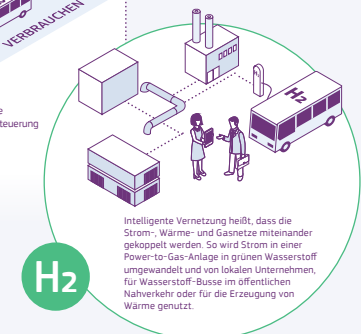 VERBRAUCHEN
teuerung
H2
Intelligente Vernetzung heißt, dass die
Strom-, Wärme- und Gasnetze miteinander
gekoppelt werden. So wird Strom in einer
Power-to-Gas-Anlage in grünen Wasserstoff
umgewandelt und von lokalen Unternehmen,
für Wasserstoff-Busse im öffentlichen
Nahverkehr oder für die Erzeugung von
Wärme genutzt.
H2